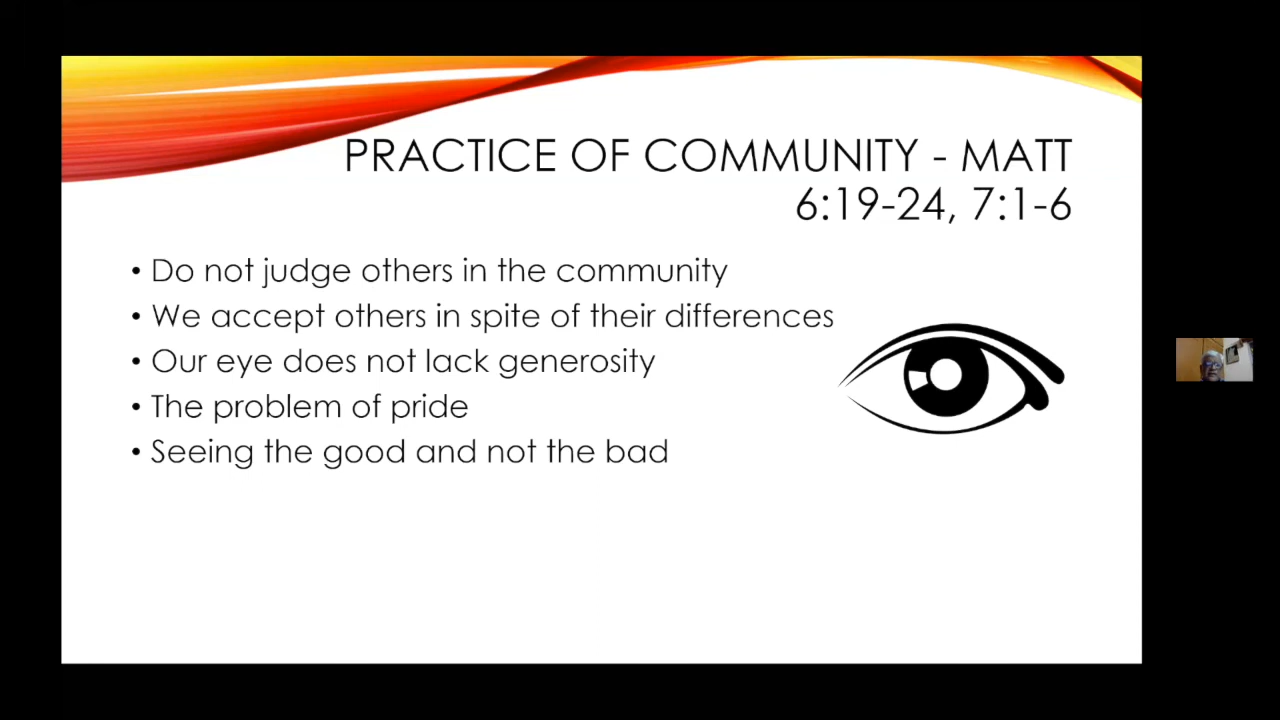 PRACTICE OF COMMUNITY - MATT
6:19-24, 7:1-6
• Do not judge others in the community
• We accept others in spite of their differences
• Our eye does not lack generosity
• The problem of pride
• Seeing the good and not the bad